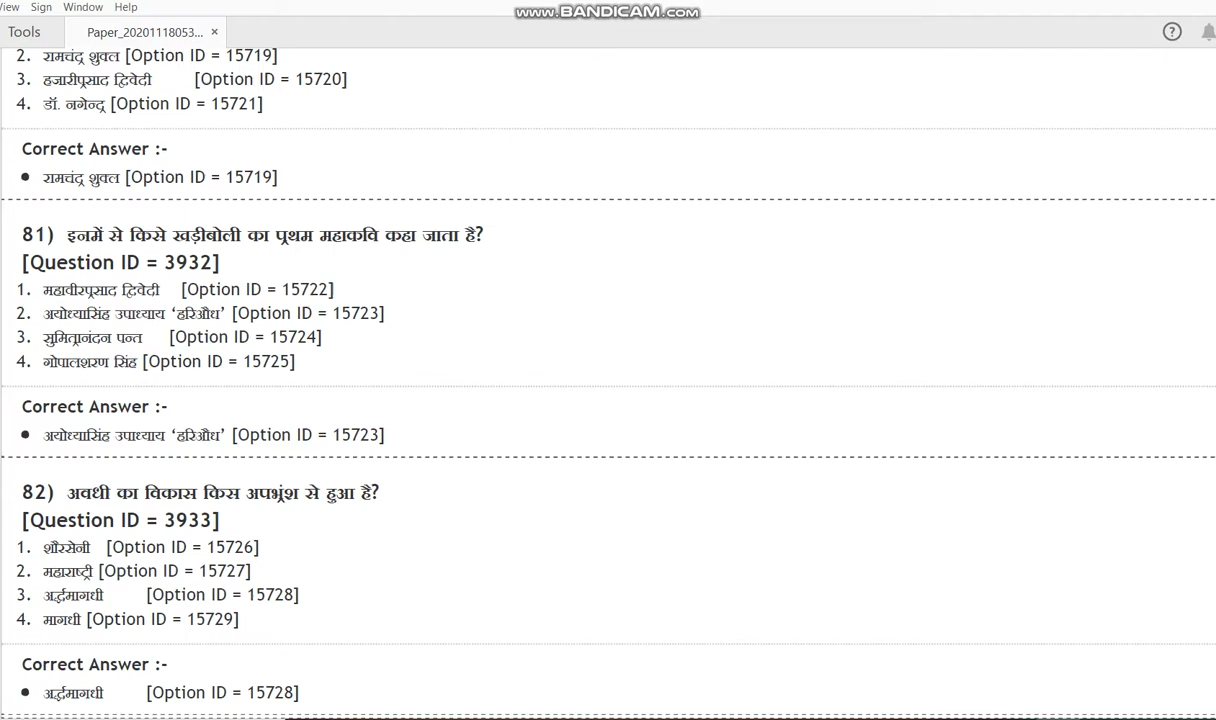 View Sign Window Help
www.BANDICAM.com
Tools Paper_20201118053... ×
2. रामचंद्र शुक्ल [Option ID = 15719]
3. हजारीप्रसाद द्विवेदी [Option ID = 15720]
4. डॉ. नगेन्द्र [Option ID = 15721]
Correct Answer :-
• रामचंद्र शुक्ल [Option ID = 15719]
81) इनमें से किसे खड़ीबोली का प्रथम महाकवि कहा जाता है?
[Question ID = 3932]
1. महावीरप्रसाद द्विवेदी [Option ID = 15722]
2. अयोध्यासिंह उपाध्याय ‘हरिऔध’ [Option ID = 15723]
3. सुमित्रानंदन पन्त [Option ID = 15724]
4. गोपालशरण सिंह [Option ID = 15725]
Correct Answer :-
• अयोध्यासिंह उपाध्याय ‘हरिऔध’ [Option ID = 15723]
82) अवधी का विकास किस अपभ्रंश से हुआ है?
[Question ID = 3933]
1. शौरसेनी [Option ID = 15726]
2. महाराष्ट्री [Option ID = 15727]
3. अर्द्धमागधी [Option ID = 15728]
4. मागधी [Option ID = 15729]
Correct Answer :-
• अर्द्धमागधी [Option ID = 15728]